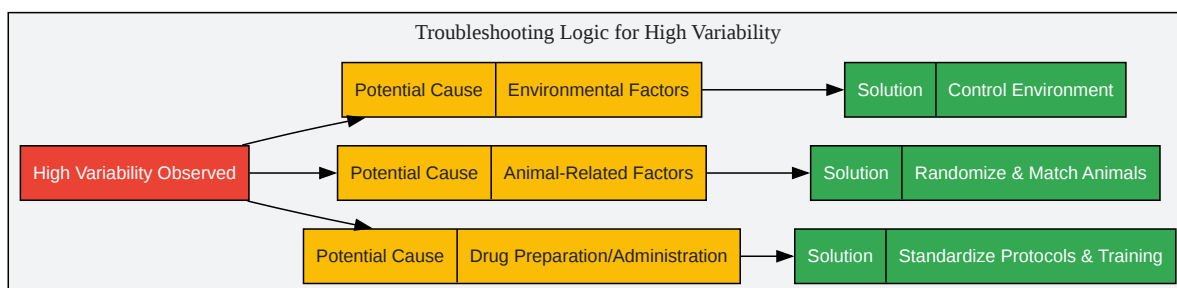 Troubleshooting Logic for High Variability
Potential Cause Environmental Factors
Solution Control Environment
High Variability Observed
Potential Cause Animal-Related Factors
Solution Randomize & Match Animals
Potential Cause Drug Preparation/Administration
Solution Standardize Protocols & Training